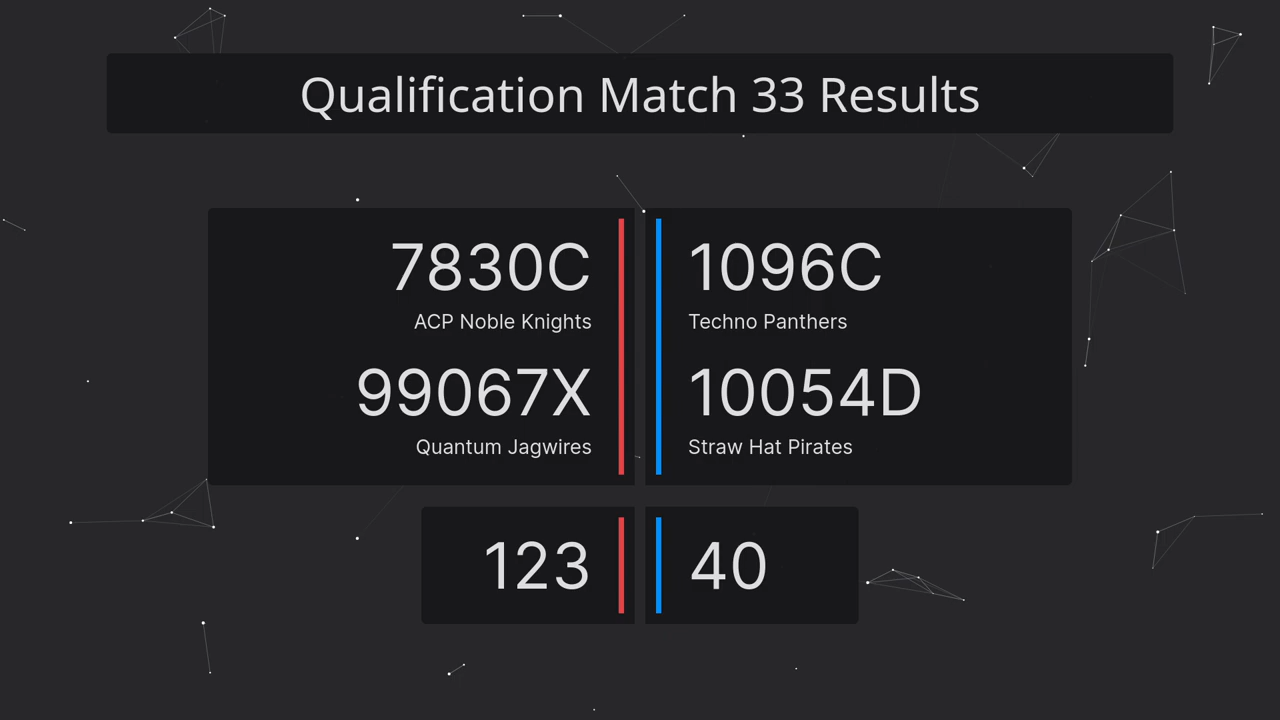 Qualification Match 33 Results
7830C
ACP Noble Knights
99067X
Quantum Jagwires
1096C
Techno Panthers
10054D
Straw Hat Pirates
123
40